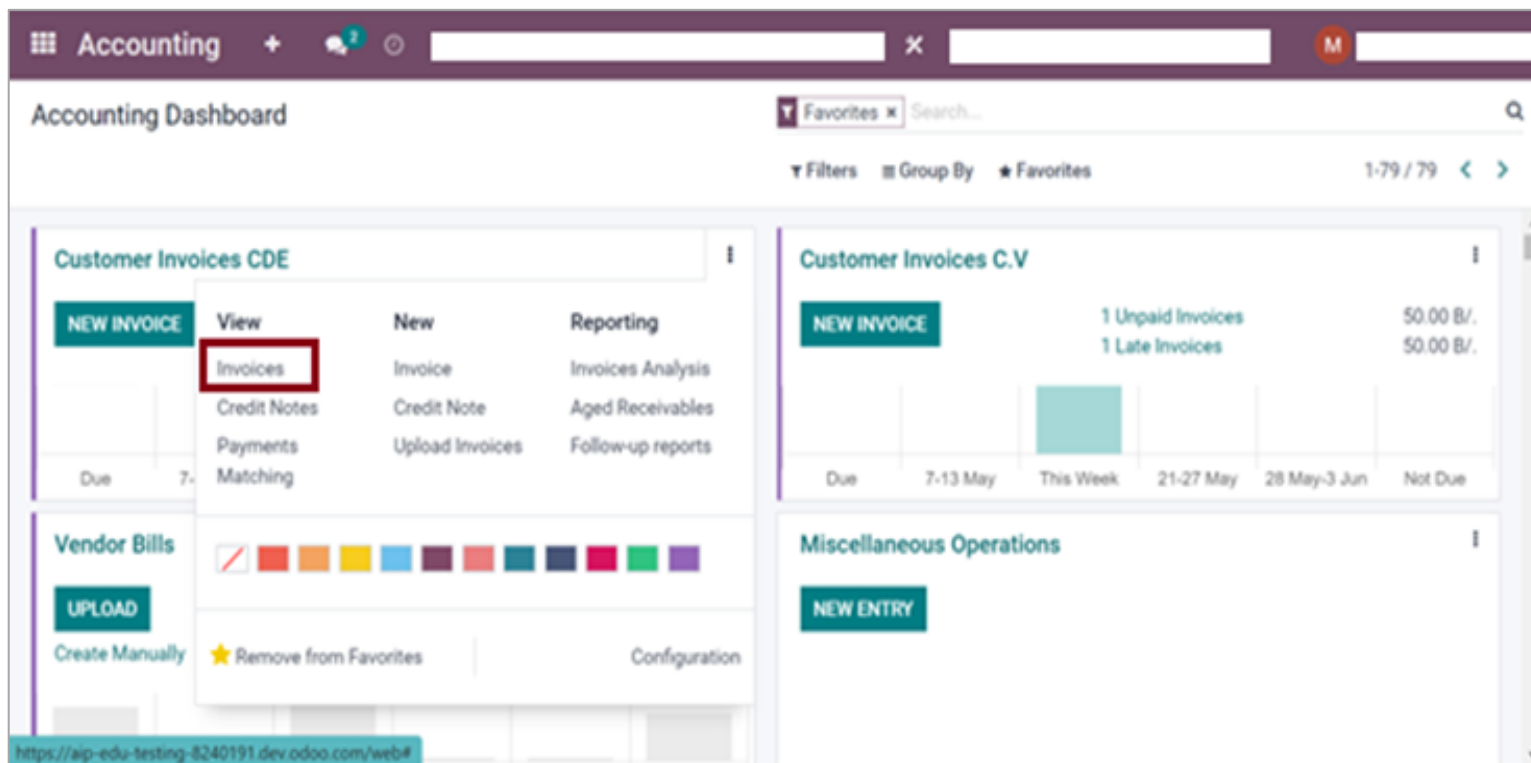 Accounting + 2
M
Accounting Dashboard
Favorites × Search...
Filters Group By Favorites 1-79 / 79
Customer Invoices CDE
NEW INVOICE
View New Reporting
Invoices Invoice Invoices Analysis
Credit Notes Credit Note Aged Receivables
Payments Upload Invoices Follow-up reports
Matching
Due 7-
Customer Invoices C.V
NEW INVOICE
1 Unpaid Invoices 50.00 B/.
1 Late Invoices 50.00 B/.
Due 7-13 May This Week 21-27 May 28 May-3 Jun Not Due
Vendor Bills
UPLOAD
Create Manually
Remove from Favorites Configuration
Miscellaneous Operations
NEW ENTRY
https://aip-edu-testing-8240191.dev.odoo.com/web#